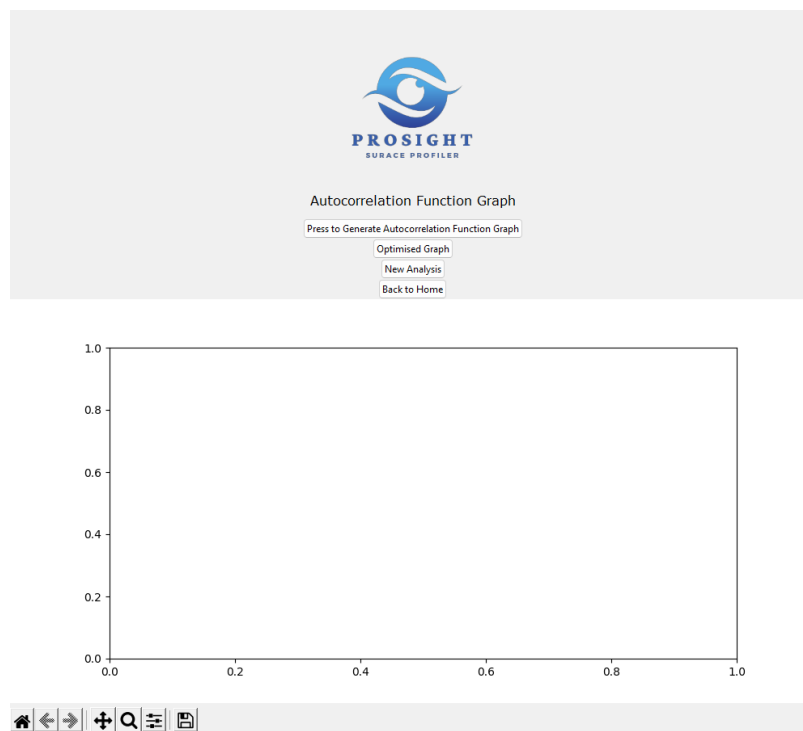 PROSIGHT
SURACE PROFILER
Autocorrelation Function Graph
Press to Generate Autocorrelation Function Graph
Optimised Graph
New Analysis
Back to Home
1.0
0.8
0.6
0.4
0.2
0.0
0.0 0.2 0.4 0.6 0.8 1.0